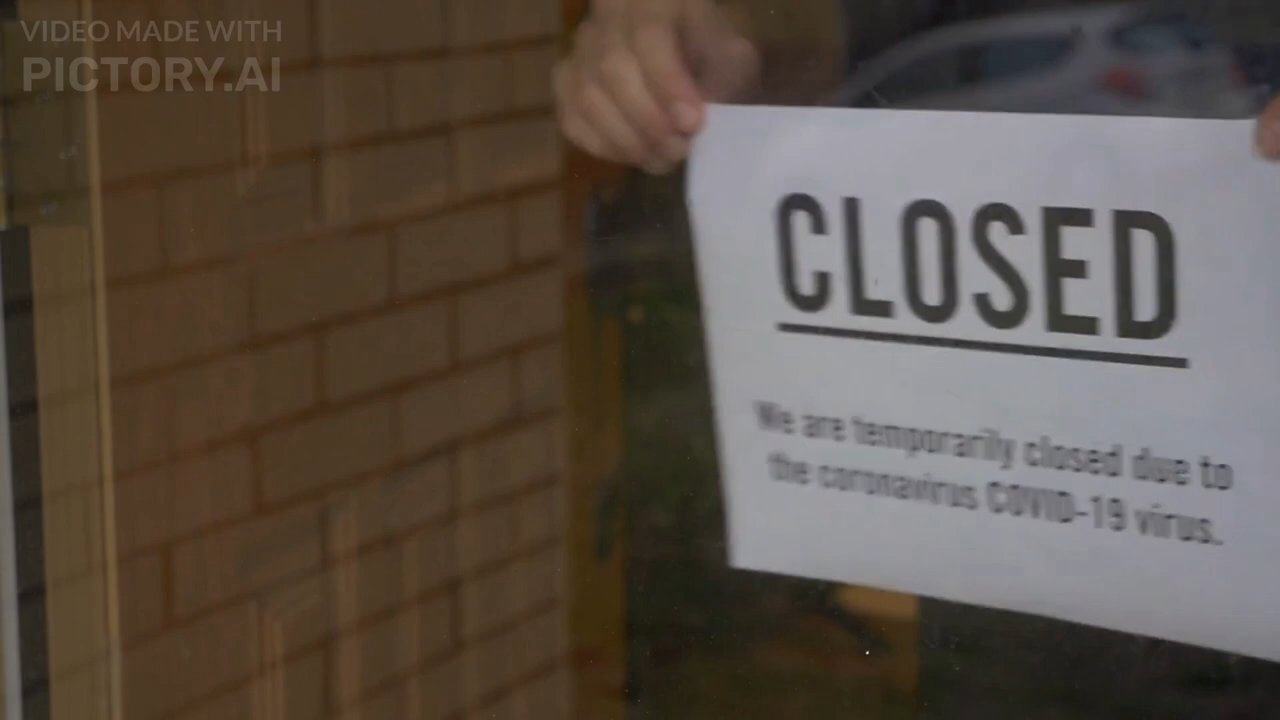 VIDEO MADE WITH
PICTORY.AI
CLOSED
We are temporarily closed due to
the coronavirus COVID-19 virus.